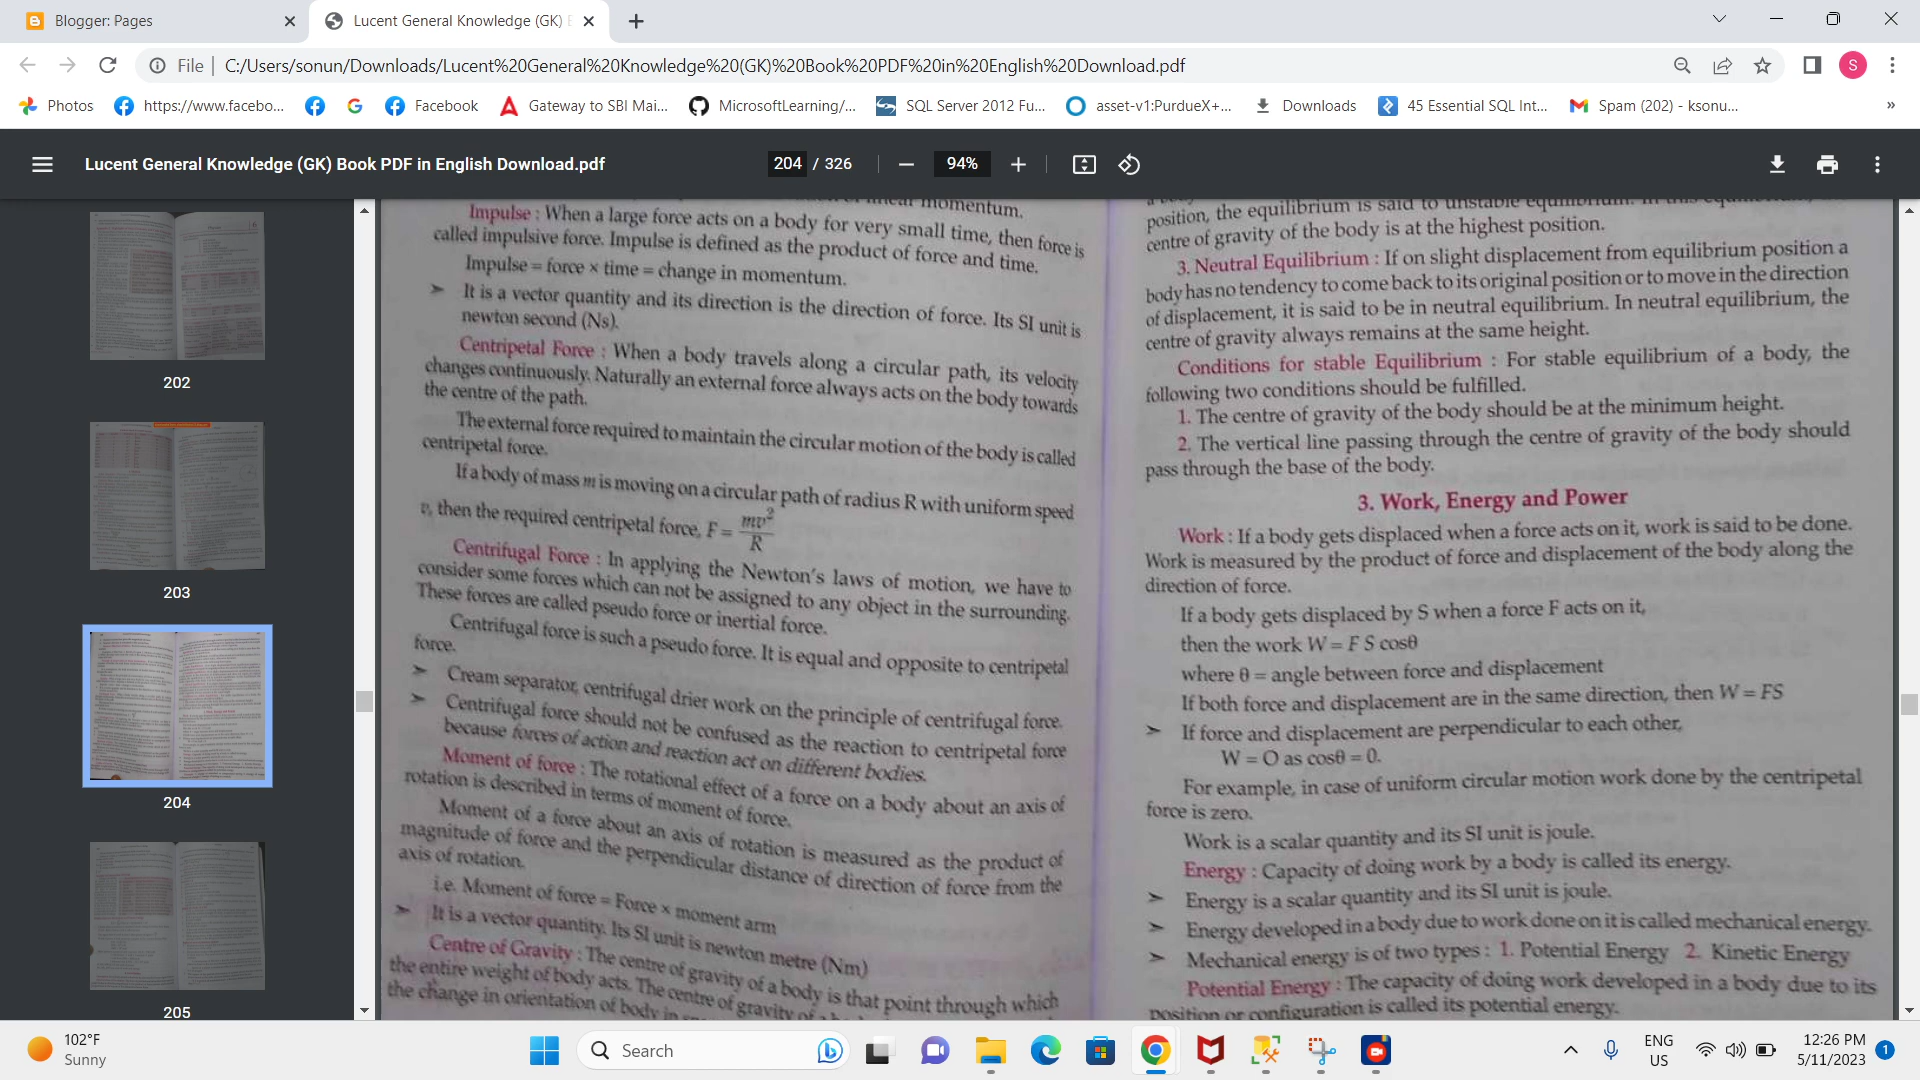 Blogger: Pages
Lucent General Knowledge (GK)
File | C:/Users/sonun/Downloads/Lucent%20General%20Knowledge%20(GK)%20Book%20PDF%20in%20English%20Download.pdf
S
Photos
https://www.facebo...
Facebook
Gateway to SBI Mai...
MicrosoftLearning/...
SQL Server 2012 Fu...
asset-v1:PurdueX+...
Downloads
45 Essential SQL Int...
Spam (202) - ksonu...
»
Lucent General Knowledge (GK) Book PDF in English Download.pdf
204 / 326
94%
202
203
204
205
momentum.
Impulse : When a large force acts on a body for very small time, then force is
called impulsive force. Impulse is defined as the product of force and time.
Impulse = force × time = change in momentum.
➤ It is a vector quantity and its direction is the direction of force. Its SI unit is
newton second (Ns).
Centripetal Force : When a body travels along a circular path, its velocity
changes continuously. Naturally an external force always acts on the body towards
the centre of the path.
The external force required to maintain the circular motion of the body is called
centripetal force.
If a body of mass m is moving on a circular path of radius R with uniform speed
v, then the required centripetal force, F = mv²/R
Centrifugal Force : In applying the Newton's laws of motion, we have to
consider some forces which can not be assigned to any object in the surrounding.
These forces are called pseudo force or inertial force.
Centrifugal force is such a pseudo force. It is equal and opposite to centripetal
force.
➤ Cream separator, centrifugal drier work on the principle of centrifugal force.
➤ Centrifugal force should not be confused as the reaction to centripetal force
because forces of action and reaction act on different bodies.
Moment of force : The rotational effect of a force on a body about an axis of
rotation is described in terms of moment of force.
Moment of a force about an axis of rotation is measured as the product of
magnitude of force and the perpendicular distance of direction of force from the
axis of rotation.
i.e. Moment of force = Force × moment arm
➤ It is a vector quantity. Its SI unit is newton metre (Nm)
Centre of Gravity : The centre of gravity of a body is that point through which
the entire weight of body acts. The centre of gravity of a
the change in orientation of body in
position, the equilibrium is said to unstable equilibrium.
centre of gravity of the body is at the highest position.
3. Neutral Equilibrium : If on slight displacement from equilibrium position a
body has no tendency to come back to its original position or to move in the direction
of displacement, it is said to be in neutral equilibrium. In neutral equilibrium, the
centre of gravity always remains at the same height.
Conditions for stable Equilibrium : For stable equilibrium of a body, the
following two conditions should be fulfilled.
1. The centre of gravity of the body should be at the minimum height.
2. The vertical line passing through the centre of gravity of the body should
pass through the base of the body.
3. Work, Energy and Power
Work : If a body gets displaced when a force acts on it, work is said to be done.
Work is measured by the product of force and displacement of the body along the
direction of force.
If a body gets displaced by S when a force F acts on it,
then the work W = F S cosθ
where θ = angle between force and displacement
If both force and displacement are in the same direction, then W = FS
➤ If force and displacement are perpendicular to each other,
W = O as cosθ = 0.
For example, in case of uniform circular motion work done by the centripetal
force is zero.
Work is a scalar quantity and its SI unit is joule.
Energy : Capacity of doing work by a body is called its energy.
➤ Energy is a scalar quantity and its SI unit is joule.
➤ Energy developed in a body due to work done on it is called mechanical energy.
➤ Mechanical energy is of two types : 1. Potential Energy 2. Kinetic Energy
Potential Energy : The capacity of doing work developed in a body due to its
position or configuration is called its potential energy.
102°F
Sunny
Search
ENG
US
12:26 PM
5/11/2023
1